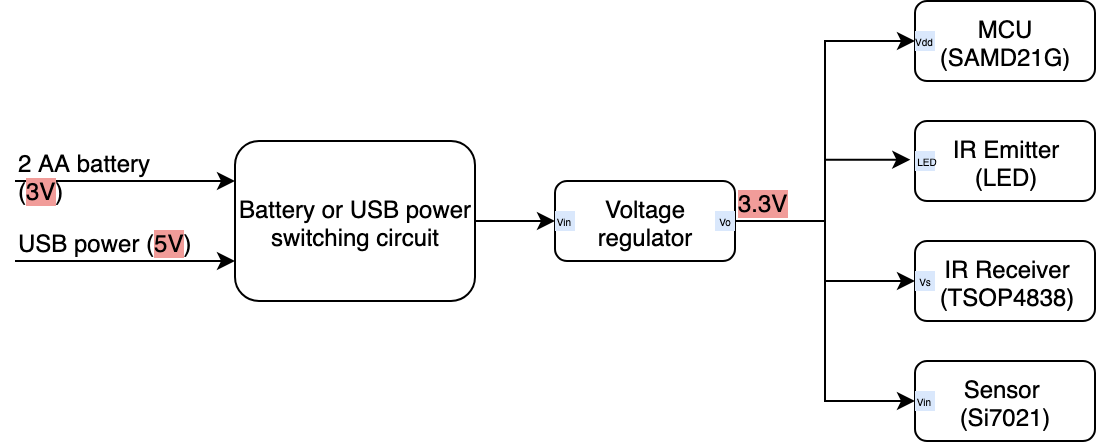 2 AA battery
(3V)
USB power (5V)
Battery or USB power
switching circuit
Vin
Voltage
regulator
Vo
3.3V
Vdd
MCU
(SAMD21G)
LED
IR Emitter
(LED)
Vs
IR Receiver
(TSOP4838)
Vin
Sensor
(Si7021)